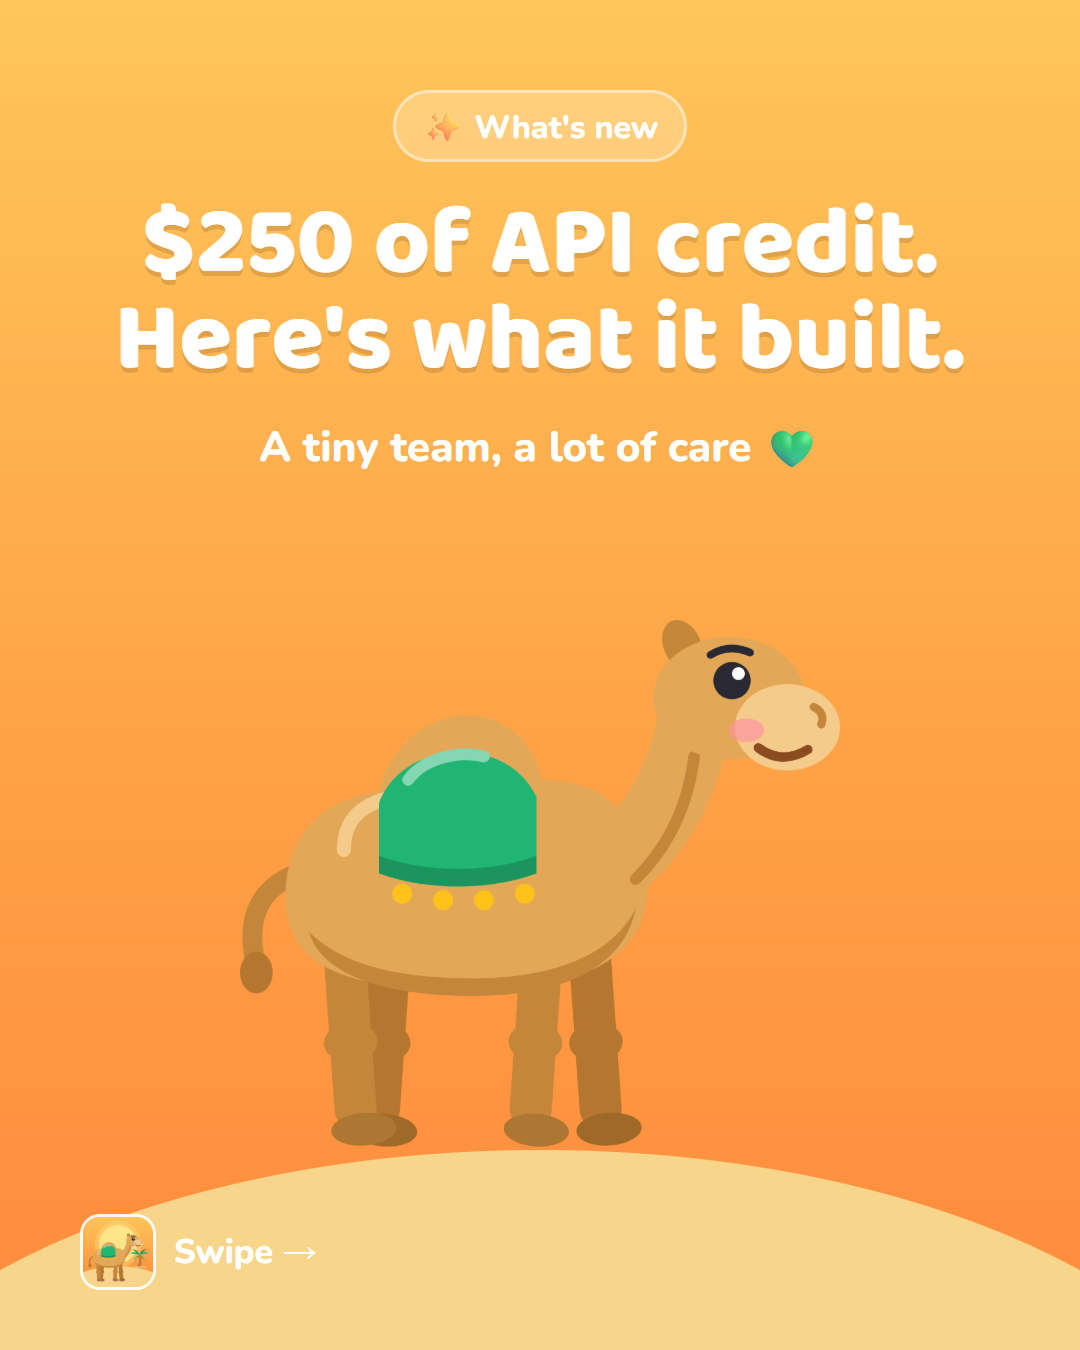 ✨ What's new
$250 of API credit.
Here's what it built.
A tiny team, a lot of care 💚
Swipe →